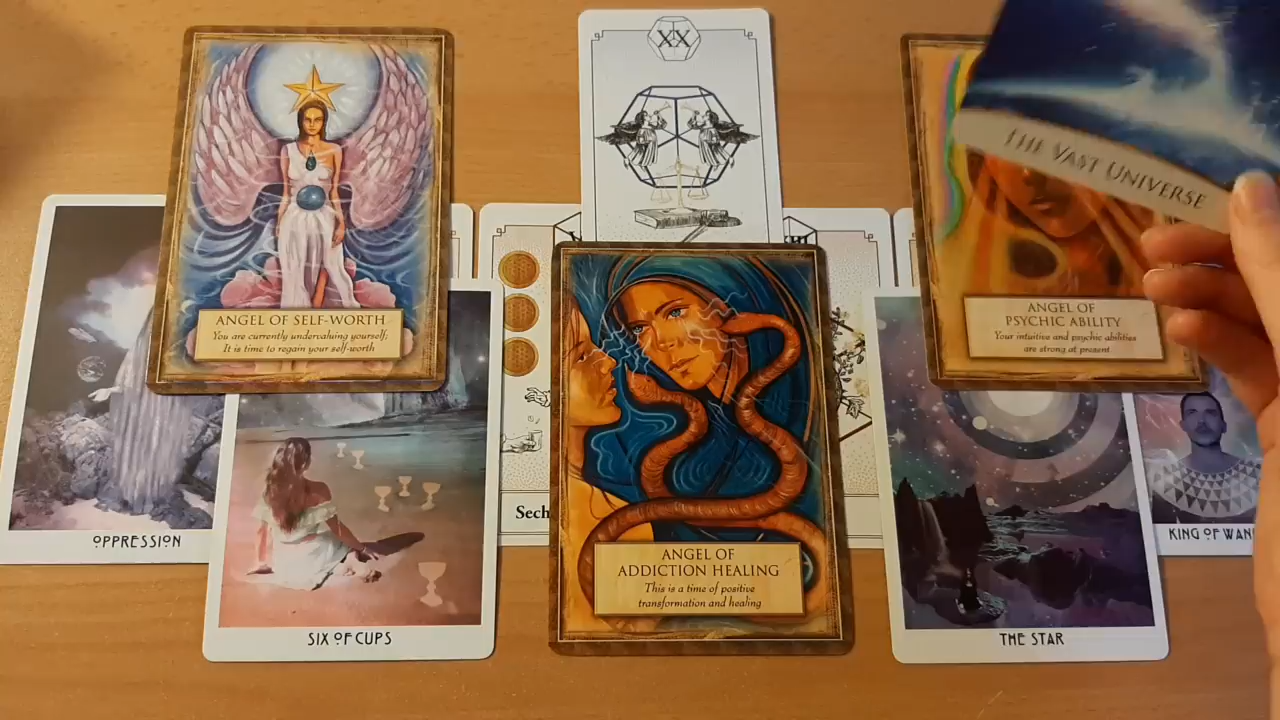 XX
THE VAST UNIVERSE
ANGEL OF SELF-WORTH
You are currently undervaluing yourself;
It is time to regain your self-worth
ANGEL OF
PSYCHIC ABILITY
Your intuitive and psychic abilities
are strong at present
OPPRESSION
Sech
KING OF WAN
ANGEL OF
ADDICTION HEALING
This is a time of positive
transformation and healing
SIX OF CUPS
THE STAR